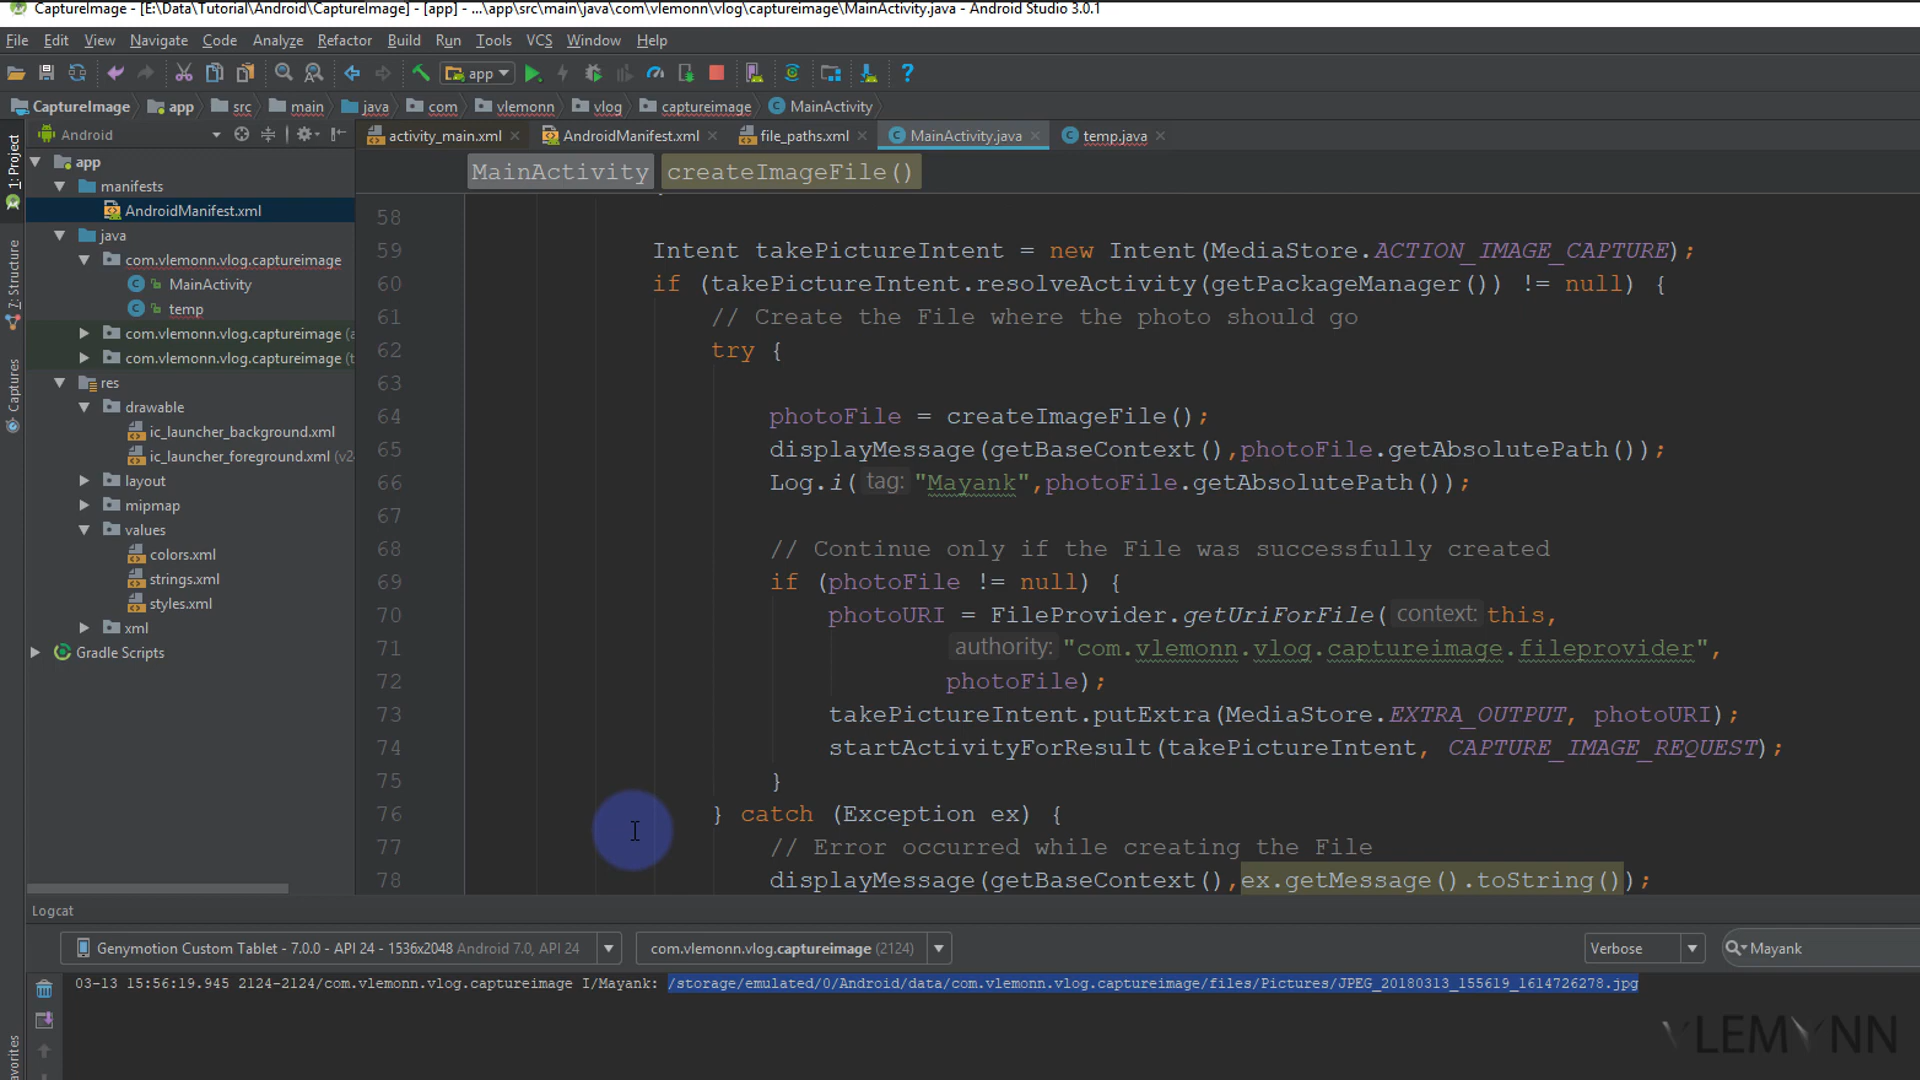 CaptureImage - [E:\Data\Tutorial\Android\CaptureImage] - [app] - ...\app\src\main\java\com\vlemonn\vlog\captureimage\MainActivity.java - Android Studio 3.0.1
File Edit View Navigate Code Analyze Refactor Build Run Tools VCS Window Help
app
CaptureImage app src main java com vlemonn vlog captureimage MainActivity
Android
activity_main.xml AndroidManifest.xml file_paths.xml MainActivity.java temp.java
MainActivity createImageFile()
1: Project
7: Structure
Captures
app
manifests
AndroidManifest.xml
java
com.vlemonn.vlog.captureimage
MainActivity
temp
com.vlemonn.vlog.captureimage (a
com.vlemonn.vlog.captureimage (t
res
drawable
ic_launcher_background.xml
ic_launcher_foreground.xml (v2
layout
mipmap
values
colors.xml
strings.xml
styles.xml
xml
Gradle Scripts
58
59 Intent takePictureIntent = new Intent(MediaStore.ACTION_IMAGE_CAPTURE);
60 if (takePictureIntent.resolveActivity(getPackageManager()) != null) {
61 // Create the File where the photo should go
62 try {
63
64 photoFile = createImageFile();
65 displayMessage(getBaseContext(),photoFile.getAbsolutePath());
66 Log.i( tag: "Mayank",photoFile.getAbsolutePath());
67
68 // Continue only if the File was successfully created
69 if (photoFile != null) {
70 photoURI = FileProvider.getUriForFile( context: this,
71 authority: "com.vlemonn.vlog.captureimage.fileprovider",
72 photoFile);
73 takePictureIntent.putExtra(MediaStore.EXTRA_OUTPUT, photoURI);
74 startActivityForResult(takePictureIntent, CAPTURE_IMAGE_REQUEST);
75 }
76 } catch (Exception ex) {
77 // Error occurred while creating the File
78 displayMessage(getBaseContext(),ex.getMessage().toString());
Logcat
Genymotion Custom Tablet - 7.0.0 - API 24 - 1536x2048 Android 7.0, API 24 com.vlemonn.vlog.captureimage (2124) Verbose Mayank
03-13 15:56:19.945 2124-2124/com.vlemonn.vlog.captureimage I/Mayank: /storage/emulated/0/Android/data/com.vlemonn.vlog.captureimage/files/Pictures/JPEG_20180313_155619_1614726278.jpg
avorites
VLEMYNN